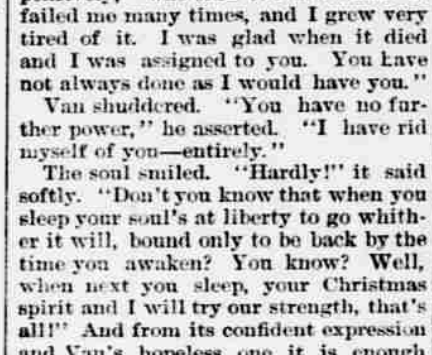 failed me many times, and I grew very
tired of it. I was glad when it died
and I was assigned to you. You have
not always done as I would have you."
Van shuddered. "You have no fur-
ther power," he asserted. "I have rid
myself of you—entirely."
The soul smiled. "Hardly!" it said
softly. "Don't you know that when you
sleep your soul's at liberty to go whith-
er it will, bound only to be back by the
time you awaken? You know? Well,
when next you sleep, your Christmas
spirit and I will try our strength, that's
all!" And from its confident expression
and Van's hopeless one it is enough